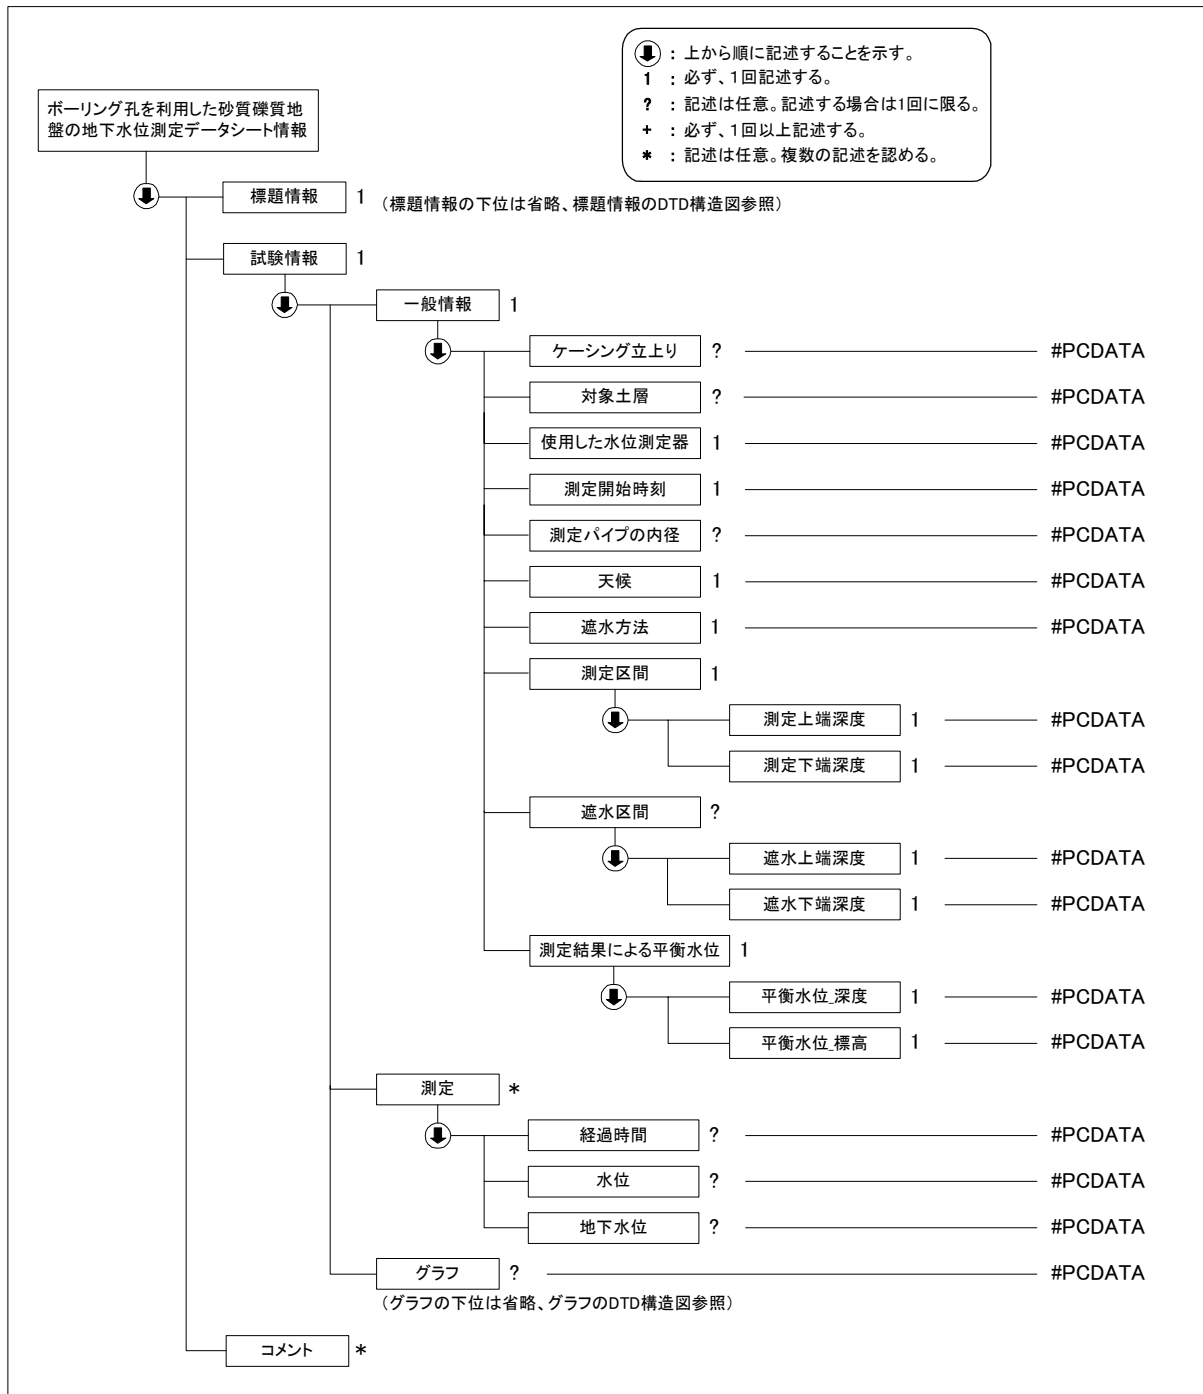 ：上から順に記述することを示す。
1：必ず、1回記述する。
?：記述は任意。記述する場合は1回に限る。
+：必ず、1回以上記述する。
*：記述は任意。複数の記述を認める。
ボーリング孔を利用した砂質礫質地
盤の地下水位測定データシート情報
標題情報 1 (標題情報の下位は省略、標題情報のDTD構造図参照)
試験情報 1
一般情報 1
ケーシング立上り ? #PCDATA
対象土層 ? #PCDATA
使用した水位測定器 1 #PCDATA
測定開始時刻 1 #PCDATA
測定パイプの内径 ? #PCDATA
天候 1 #PCDATA
遮水方法 1 #PCDATA
測定区間 1
測定上端深度 1 #PCDATA
測定下端深度 1 #PCDATA
遮水区間 ?
遮水上端深度 1 #PCDATA
遮水下端深度 1 #PCDATA
測定結果による平衡水位 1
平衡水位_深度 1 #PCDATA
平衡水位_標高 1 #PCDATA
測定 *
経過時間 ? #PCDATA
水位 ? #PCDATA
地下水位 ? #PCDATA
グラフ ? #PCDATA
(グラフの下位は省略、グラフのDTD構造図参照)
コメント *